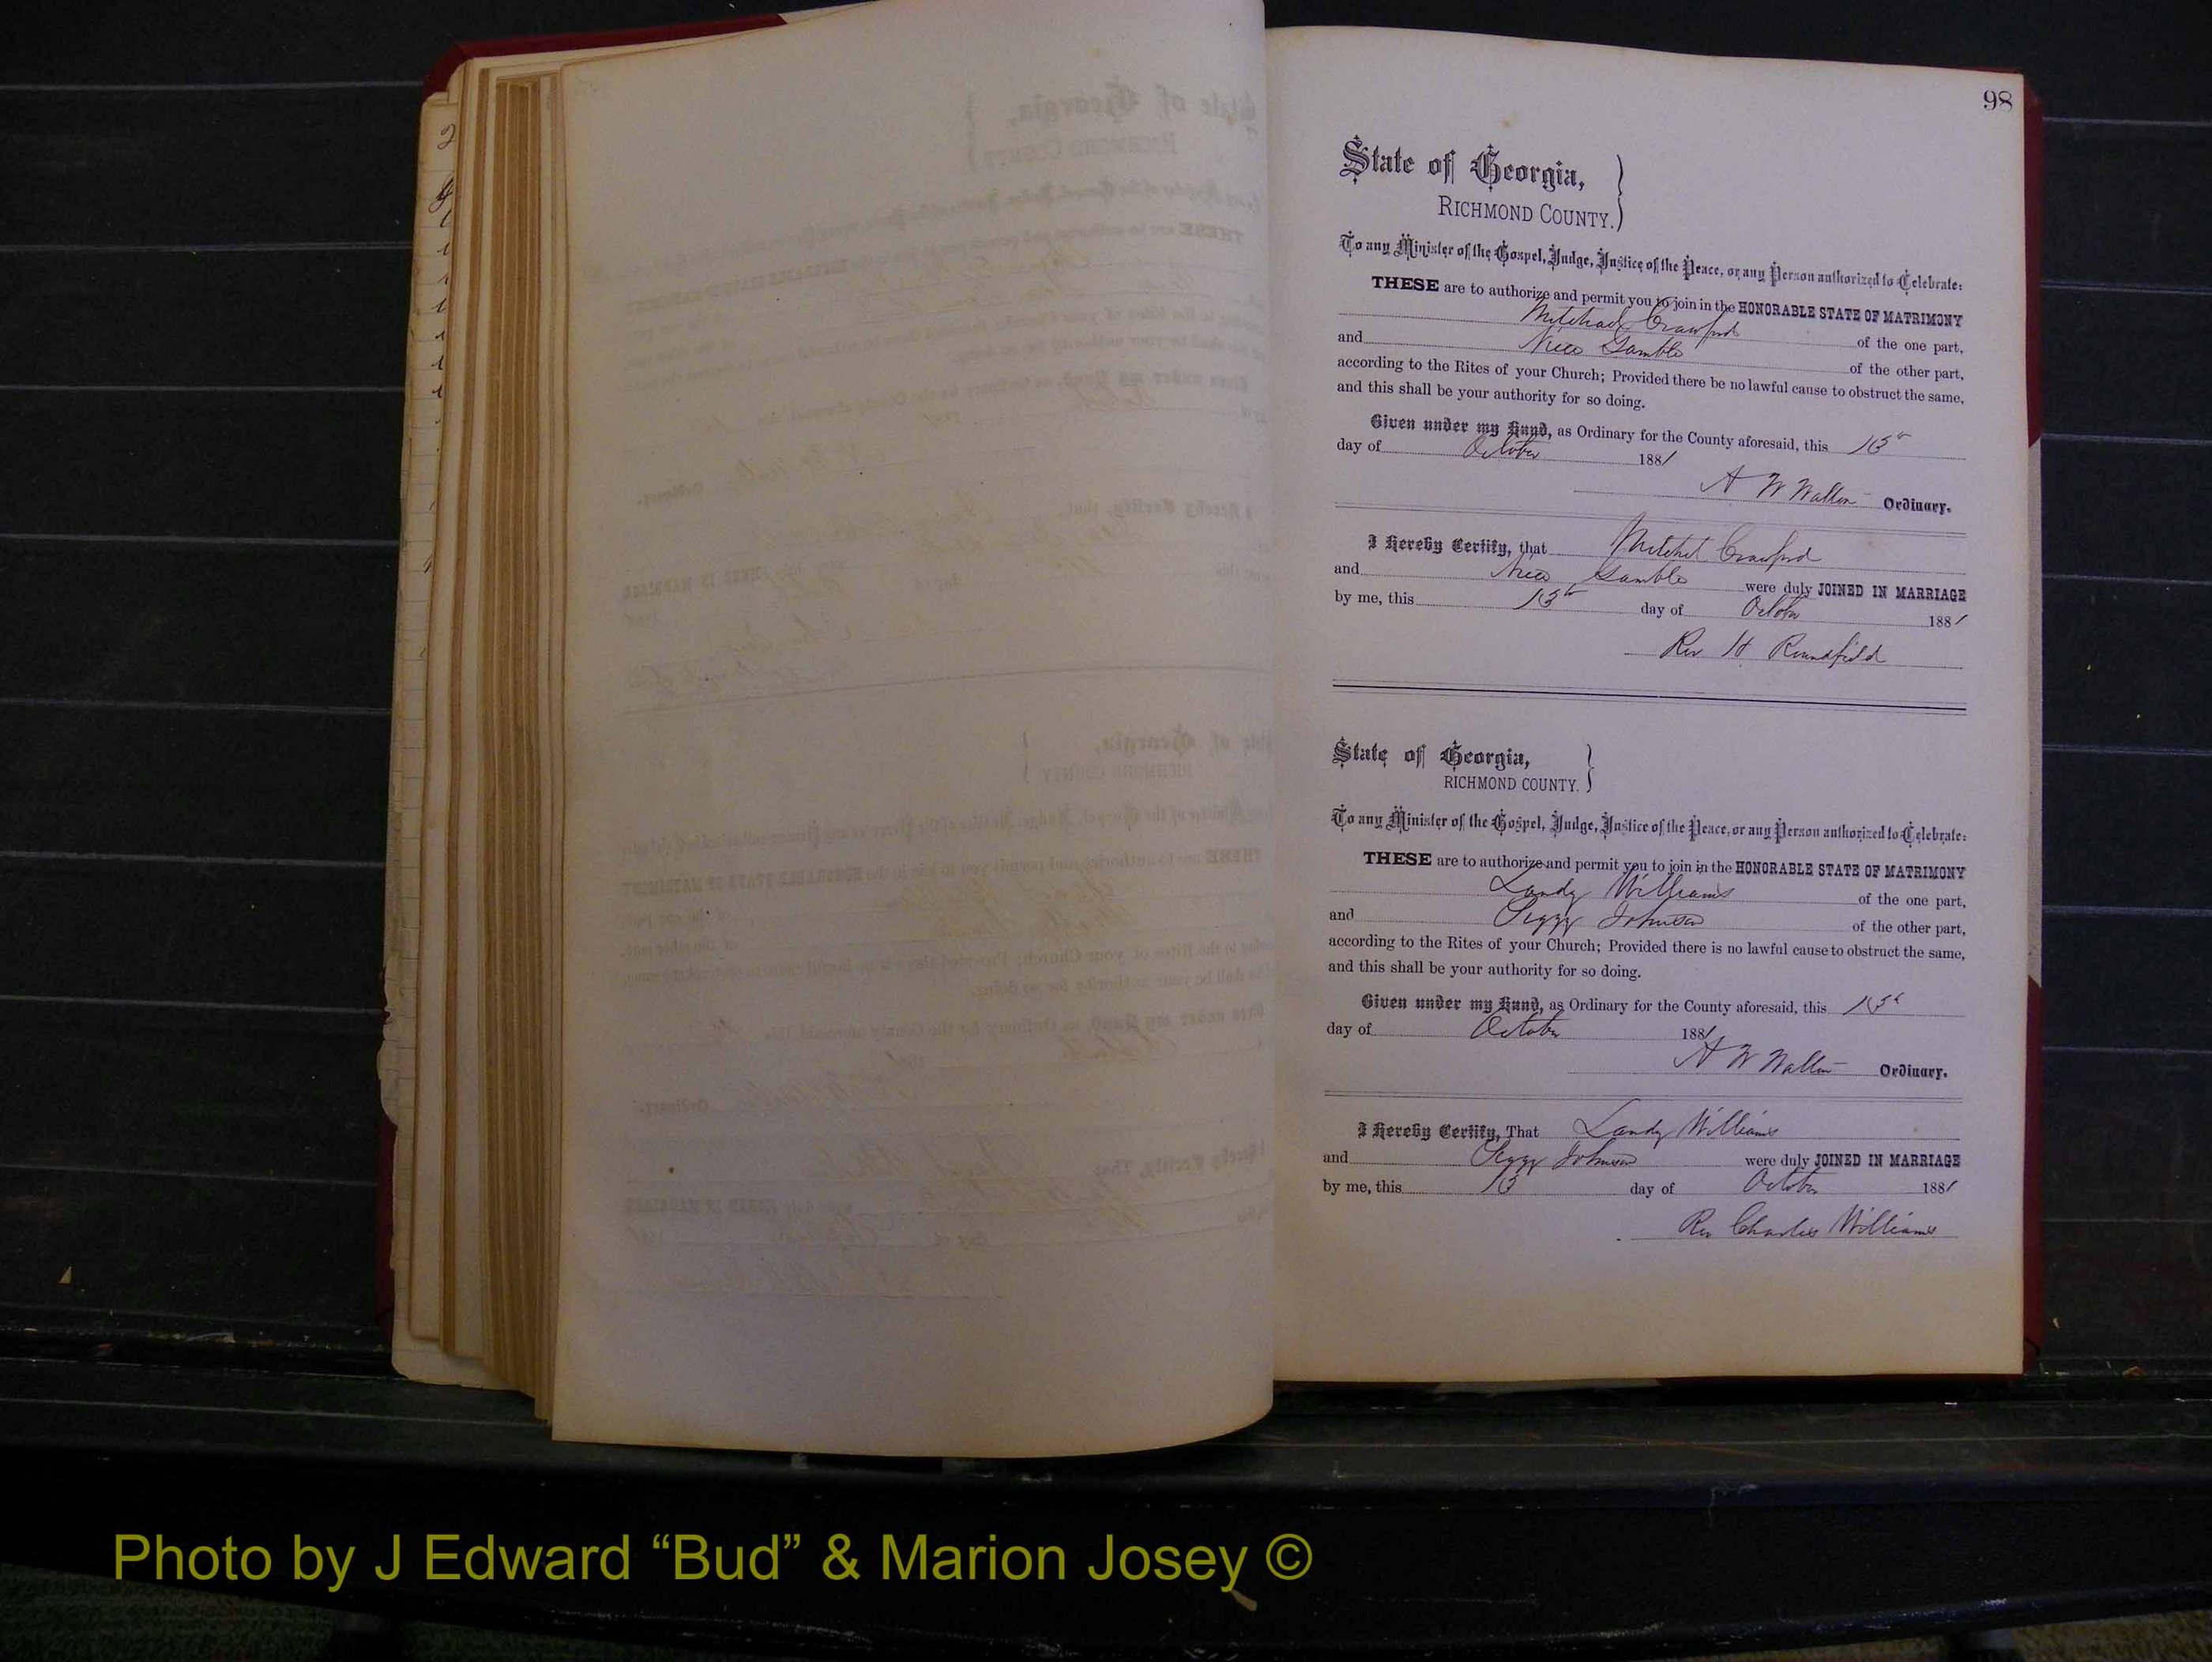 98
State of Georgia,
RICHMOND COUNTY.
To any Minister of the Gospel, Judge, Justice of the Peace, or any Person authorized to Celebrate:
THESE are to authorize and permit you to join in the HONORABLE STATE OF MATRIMONY
Mitchael Crawford of the one part,
and Gamble of the other part,
according to the Rites of your Church; Provided there be no lawful cause to obstruct the same,
and this shall be your authority for so doing.
Given under my Hand, as Ordinary for the County aforesaid, this
day of October 1881
A W Walton Ordinary.
I Hereby Certify, that Mitchel Crawford
and Gamble were duly JOINED IN MARRIAGE
by me, this day of October 1881
Rev H Roundfield
State of Georgia,
RICHMOND COUNTY.
To any Minister of the Gospel, Judge, Justice of the Peace, or any Person authorized to Celebrate:
THESE are to authorize and permit you to join in the HONORABLE STATE OF MATRIMONY
Landy Williams of the one part,
and Peggy Johnson of the other part,
according to the Rites of your Church; Provided there is no lawful cause to obstruct the same,
and this shall be your authority for so doing.
Given under my Hand, as Ordinary for the County aforesaid, this
day of October 1881
A W Walton Ordinary.
I Hereby Certify, That Landy Williams
and Peggy Johnson were duly JOINED IN MARRIAGE
by me, this day of October 1881
Rev Charles Williams
Photo by J Edward “Bud” & Marion Josey ©